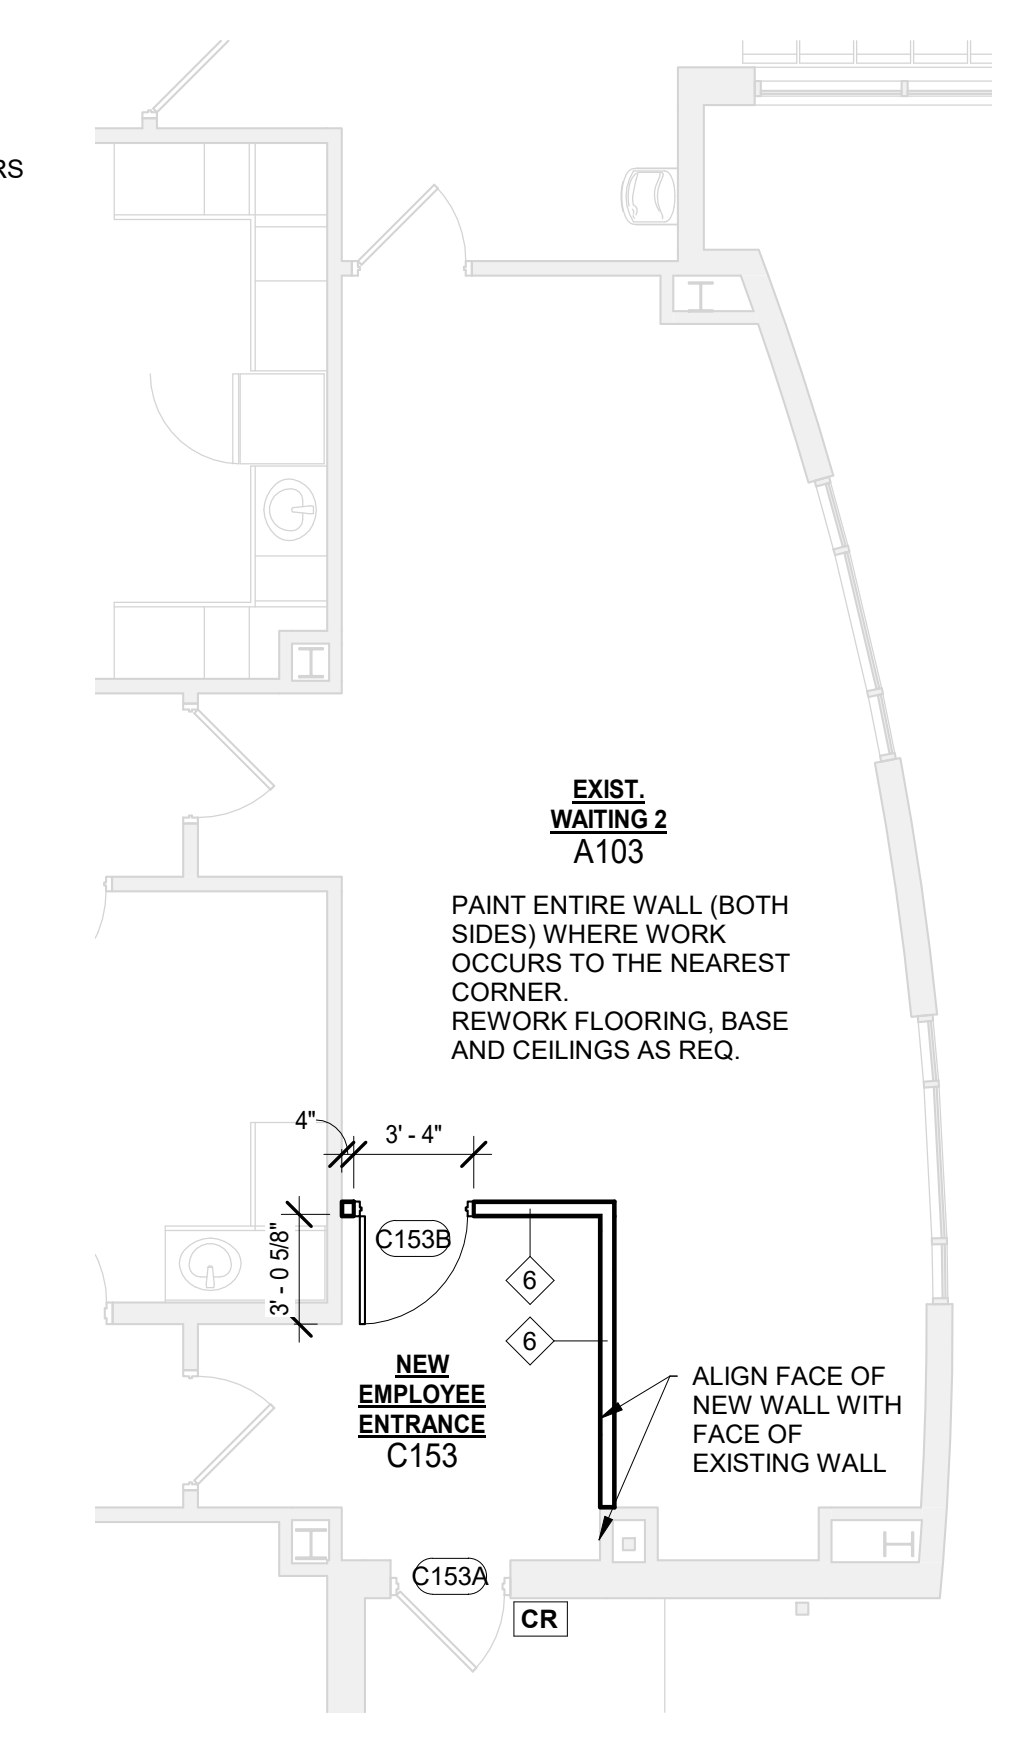 RS
EXIST.
WAITING 2
A103
PAINT ENTIRE WALL (BOTH
SIDES) WHERE WORK
OCCURS TO THE NEAREST
CORNER.
REWORK FLOORING, BASE
AND CEILINGS AS REQ.
4"
3' - 4"
C153B
3' - 0 5/8"
6
6
NEW
EMPLOYEE
ENTRANCE
C153
ALIGN FACE OF
NEW WALL WITH
FACE OF
EXISTING WALL
C153A
CR